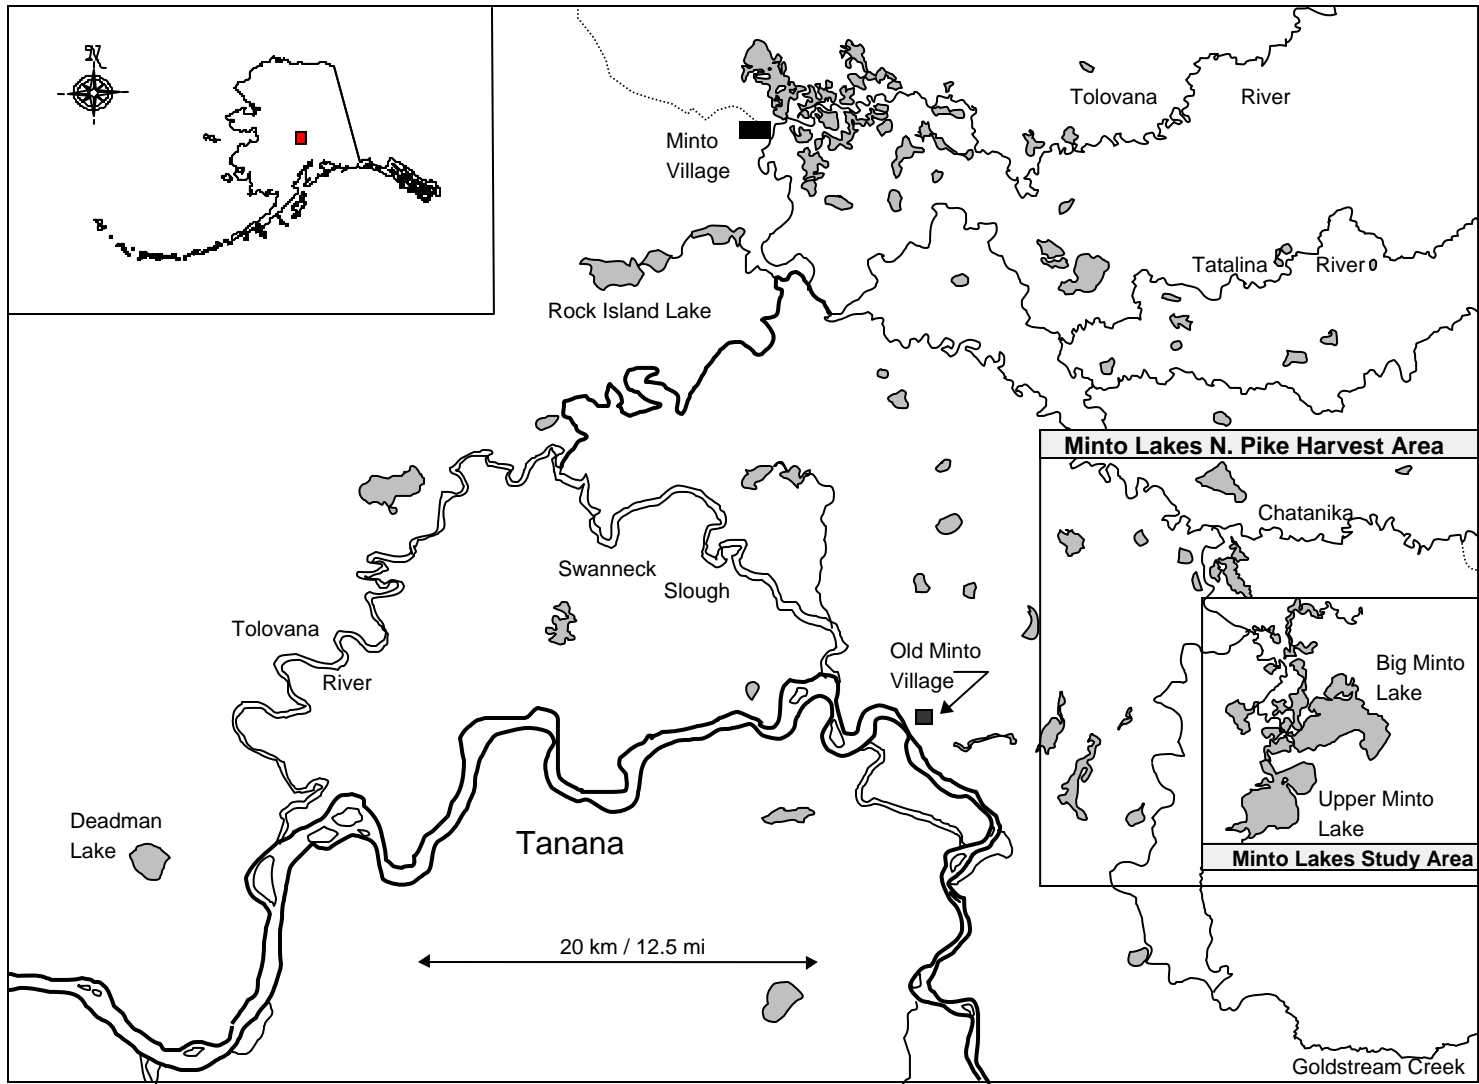 N
Tolovana River
Minto
Village
Tatalina River
Rock Island Lake
Minto Lakes N. Pike Harvest Area
Chatanika
Swanneck
Slough
Tolovana
River
Old Minto
Village
Big Minto
Lake
Upper Minto
Lake
Minto Lakes Study Area
Deadman
Lake
Tanana
20 km / 12.5 mi
Goldstream Creek